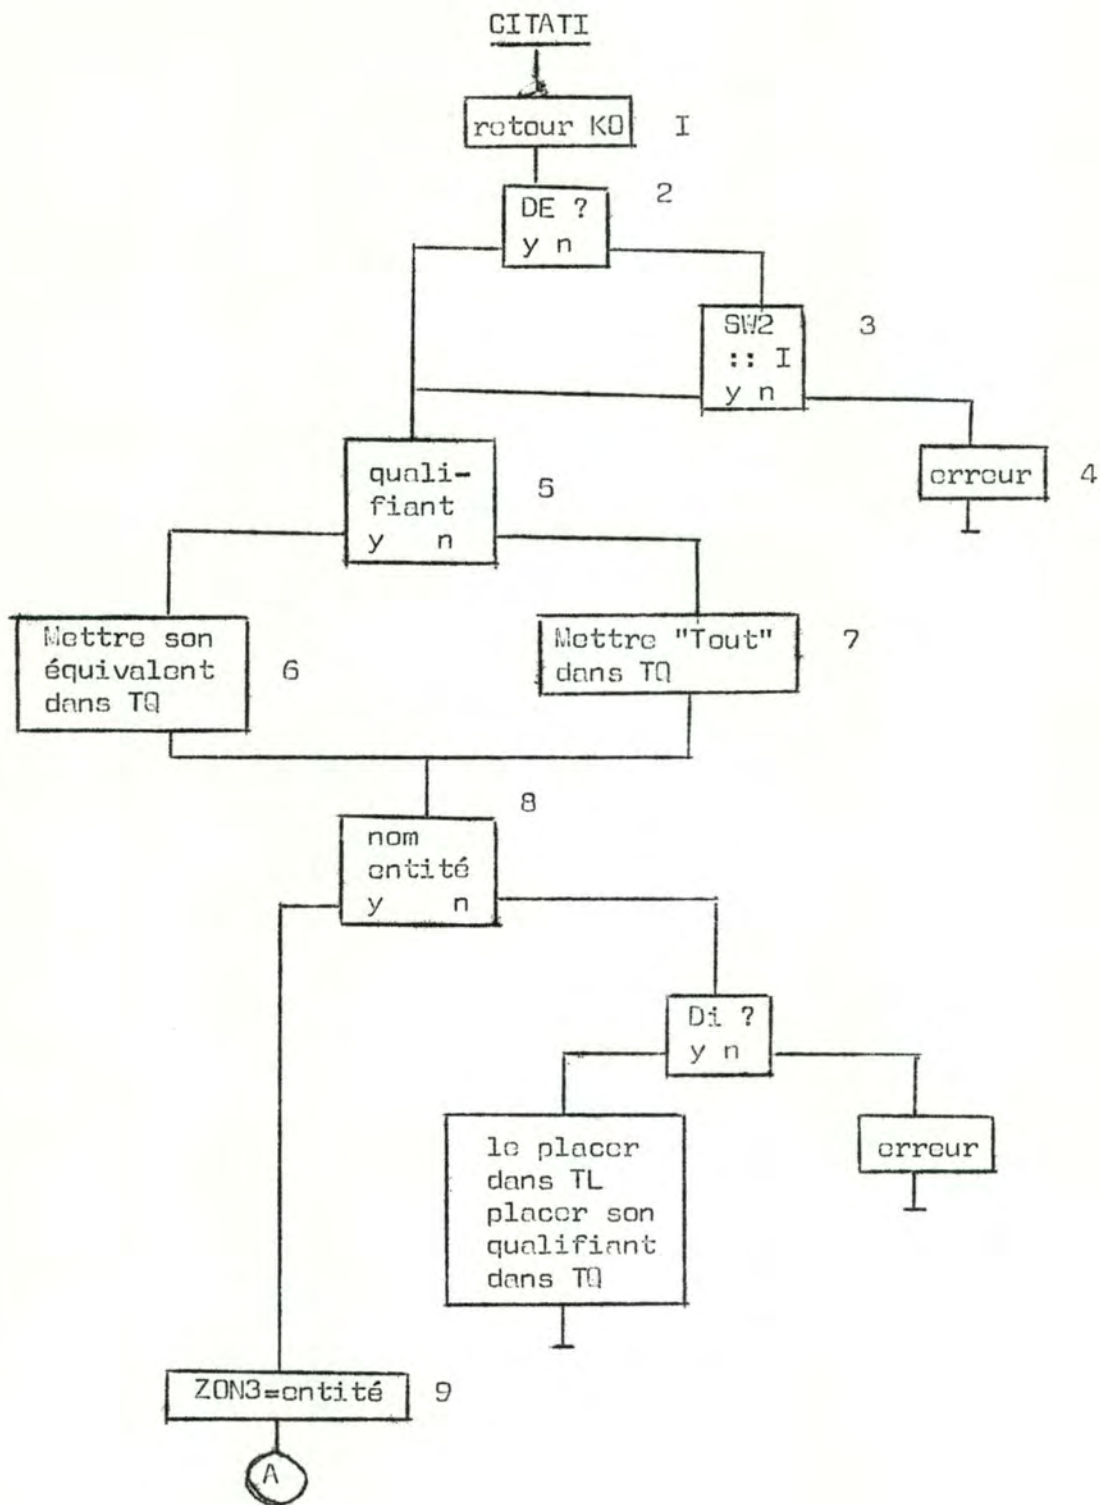 CITATI
retour KO I
DE ? 2
y n
SW2 3
:: I
y n
erreur 4
quali-
fiant 5
y n
Mettre son
équivalent 6
dans TQ
Mettre "Tout" 7
dans TQ
8
nom
entité
y n
Di ?
y n
le placer
dans TL
placer son
qualifiant
dans TQ
erreur
ZON3=entité 9
A